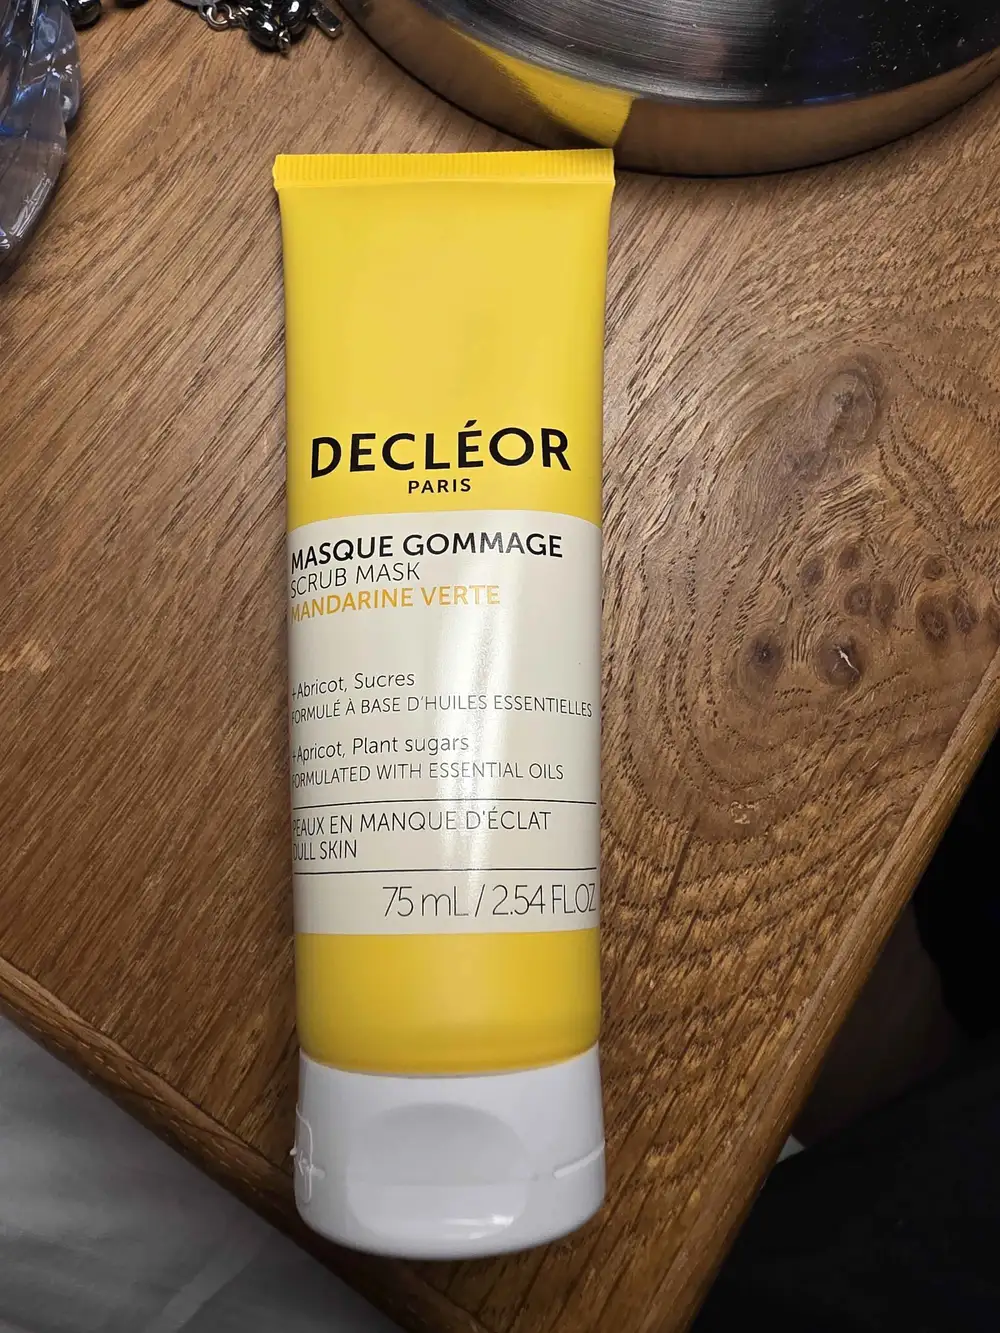 DECLÉOR
PARIS
MASQUE GOMMAGE
SCRUB MASK
MANDARINE VERTE
+Abricot, Sucres
FORMULÉ À BASE D'HUILES ESSENTIELLES
+Apricot, Plant sugars
FORMULATED WITH ESSENTIAL OILS
PEAUX EN MANQUE D'ÉCLAT
DULL SKIN
75 mL / 2.54 FL.OZ